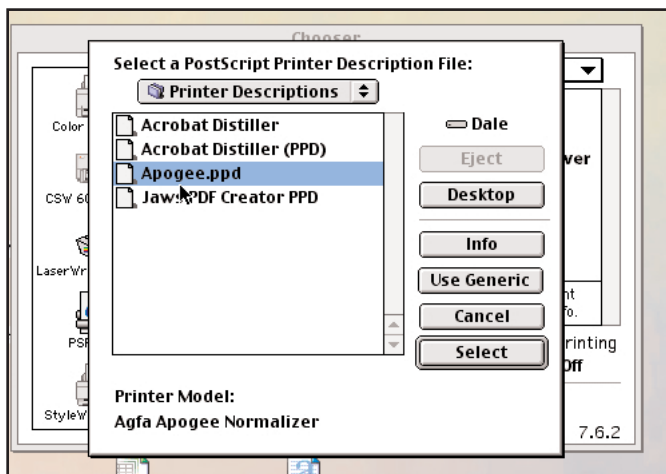 Chooser
Select a PostScript Printer Description File:
Printer Descriptions
Acrobat Distiller
Acrobat Distiller (PPD)
Apogee.ppd
Jaws PDF Creator PPD
Dale
Eject
Desktop
Info
Use Generic
Cancel
Select
Printer Model:
Agfa Apogee Normalizer
Color
CSW 60
LaserWr
PSP
StyleW
ver
nt
fo.
rinting
Off
7.6.2